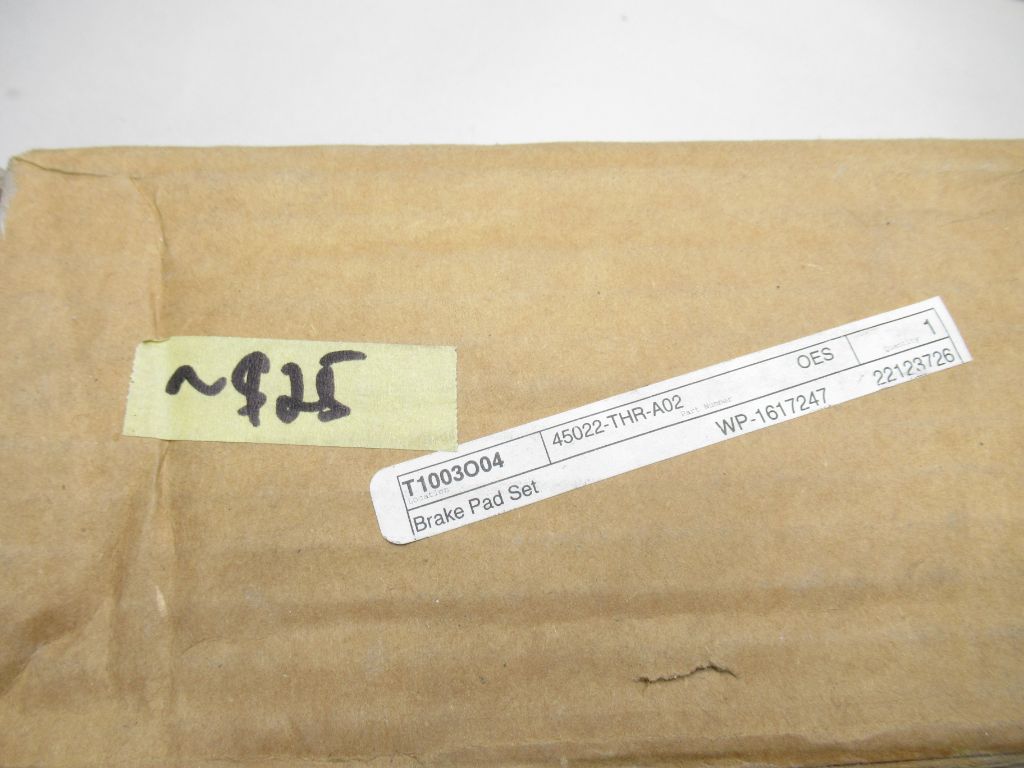 ~$25
T1003O04 45022-THR-A02 OES 1
Location Part Number Quantity
Brake Pad Set WP-1617247 22123726